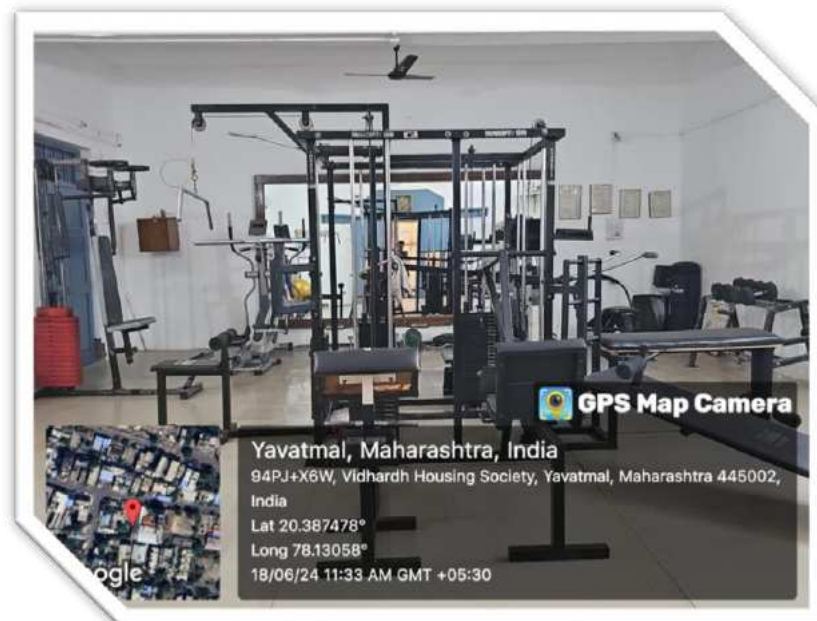 GPS Map Camera
Yavatmal, Maharashtra, India
94PJ+X6W, Vidhardh Housing Society, Yavatmal, Maharashtra 445002,
India
Lat 20.387478°
Long 78.13058°
18/06/24 11:33 AM GMT +05:30